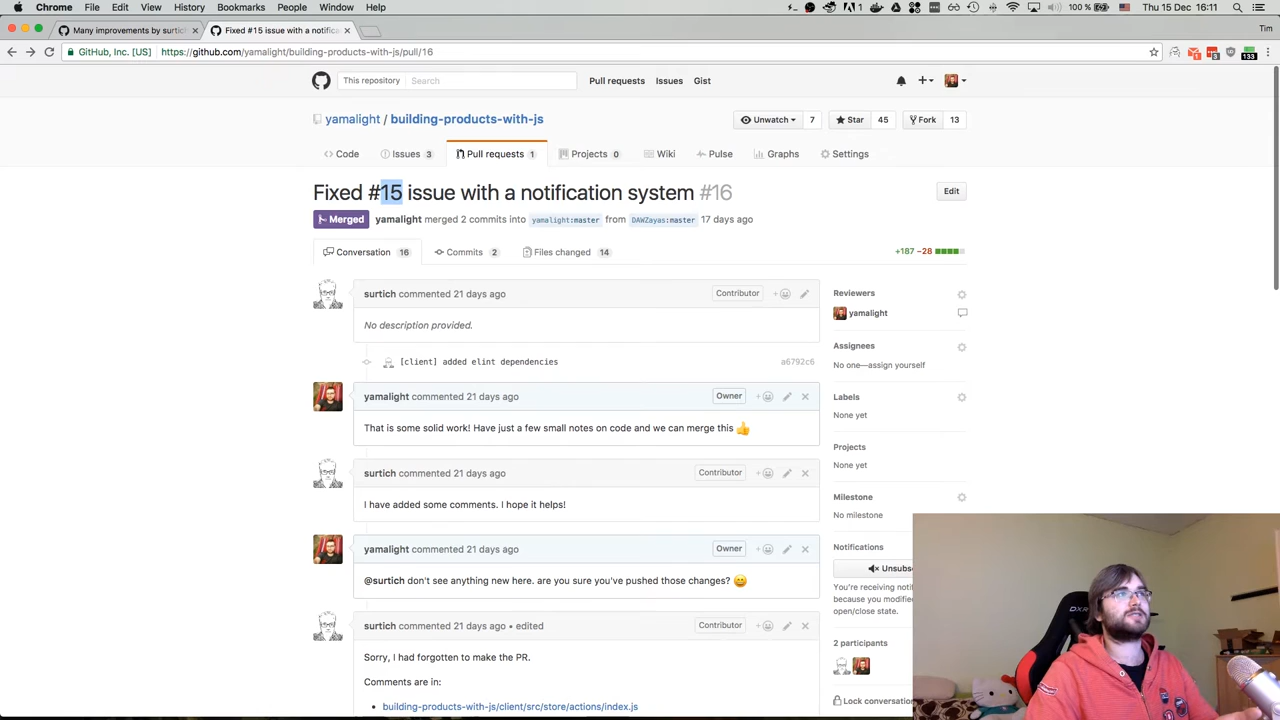 Chrome File Edit View History Bookmarks People Window Help 100 % Thu 15 Dec 16:11
Many improvements by surtic × Fixed #15 issue with a notific × Tim
GitHub, Inc. [US] https://github.com/yamalight/building-products-with-js/pull/16 1 3 133
This repository Search Pull requests Issues Gist
yamalight / building-products-with-js Unwatch 7 Star 45 Fork 13
Code Issues 3 Pull requests 1 Projects 0 Wiki Pulse Graphs Settings
Fixed #15 issue with a notification system #16 Edit
Merged yamalight merged 2 commits into yamalight:master from DAWZayas:master 17 days ago
Conversation 16 Commits 2 Files changed 14 +187 −28
surtich commented 21 days ago Contributor
No description provided.
[client] added elint dependencies a6792c6
yamalight commented 21 days ago Owner
That is some solid work! Have just a few small notes on code and we can merge this 👍
surtich commented 21 days ago Contributor
I have added some comments. I hope it helps!
yamalight commented 21 days ago Owner
@surtich don't see anything new here. are you sure you've pushed those changes? 😄
surtich commented 21 days ago • edited Contributor
Sorry, I had forgotten to make the PR.
Comments are in:
• building-products-with-js/client/src/store/actions/index.js
Reviewers
yamalight
Assignees
No one—assign yourself
Labels
None yet
Projects
None yet
Milestone
No milestone
Notifications
Unsubs
You're receiving notif
because you modified
open/close state.
2 participants
Lock conversatio
DXR